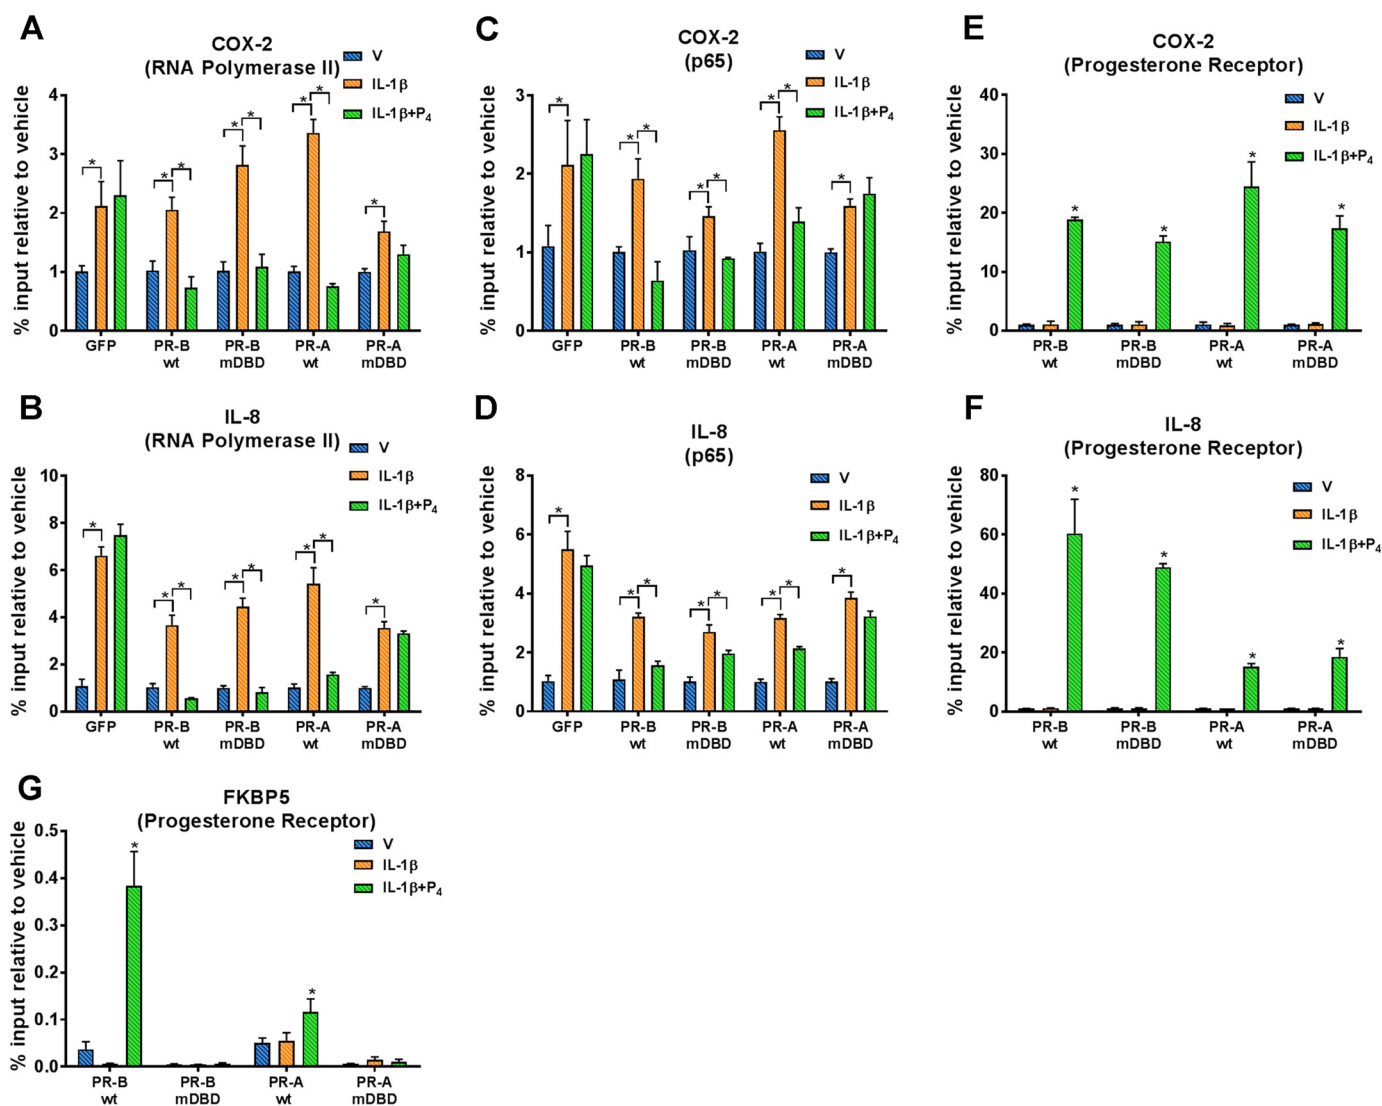 A
COX-2
(RNA Polymerase II)
V
IL-1β
IL-1β+P4
% input relative to vehicle
4
3
2
1
0
* * * * * * * *
GFP PR-B PR-B PR-A PR-A
wt mDBD wt mDBD
C
COX-2
(p65)
V
IL-1β
IL-1β+P4
% input relative to vehicle
3
2
1
0
* * * * * * * *
GFP PR-B PR-B PR-A PR-A
wt mDBD wt mDBD
E
COX-2
(Progesterone Receptor)
V
IL-1β
IL-1β+P4
% input relative to vehicle
40
30
20
10
0
* * * *
PR-B PR-B PR-A PR-A
wt mDBD wt mDBD
B
IL-8
(RNA Polymerase II)
V
IL-1β
IL-1β+P4
% input relative to vehicle
10
8
6
4
2
0
* * * * * * * *
GFP PR-B PR-B PR-A PR-A
wt mDBD wt mDBD
D
IL-8
(p65)
V
IL-1β
IL-1β+P4
% input relative to vehicle
8
6
4
2
0
* * * * * * * *
GFP PR-B PR-B PR-A PR-A
wt mDBD wt mDBD
F
IL-8
(Progesterone Receptor)
V
IL-1β
IL-1β+P4
% input relative to vehicle
80
60
40
20
0
* * * *
PR-B PR-B PR-A PR-A
wt mDBD wt mDBD
G
FKBP5
(Progesterone Receptor)
V
IL-1β
IL-1β+P4
% input relative to vehicle
0.5
0.4
0.3
0.2
0.1
0.0
* *
PR-B PR-B PR-A PR-A
wt mDBD wt mDBD